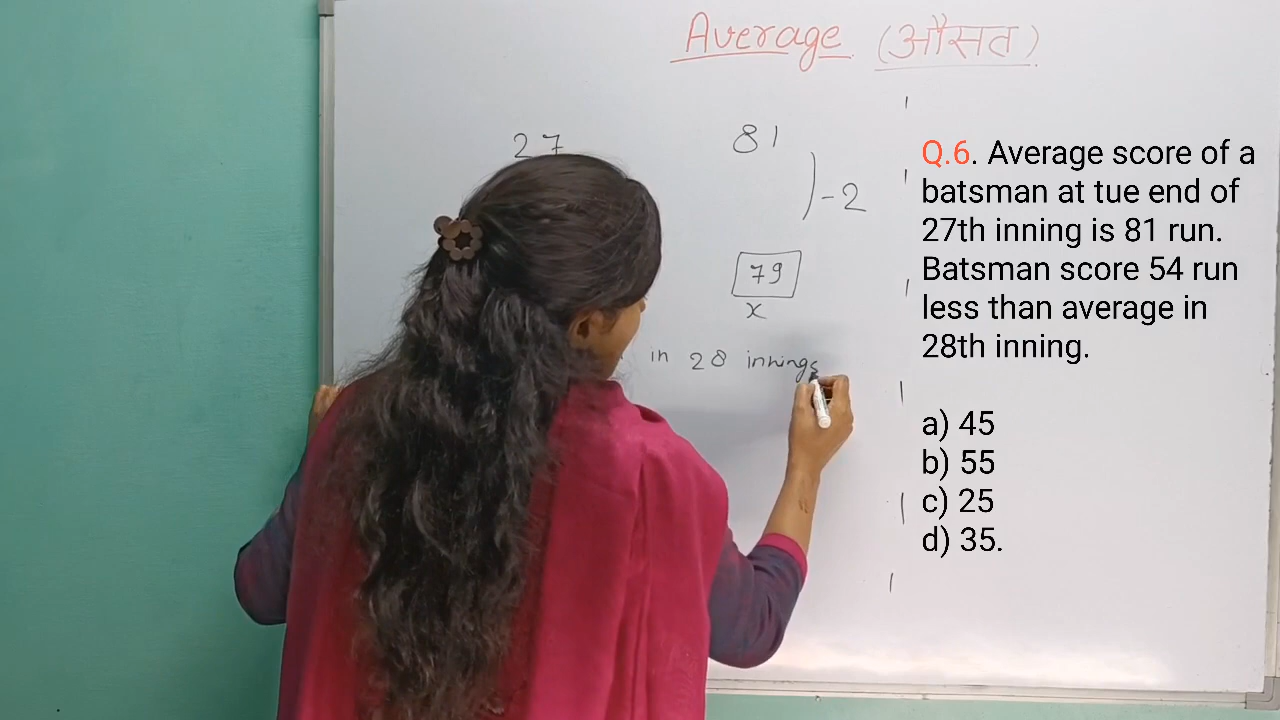 Average (औसत)
27 81
-2
79
x
in 28 innings
Q.6. Average score of a
batsman at tue end of
27th inning is 81 run.
Batsman score 54 run
less than average in
28th inning.
a) 45
b) 55
c) 25
d) 35.